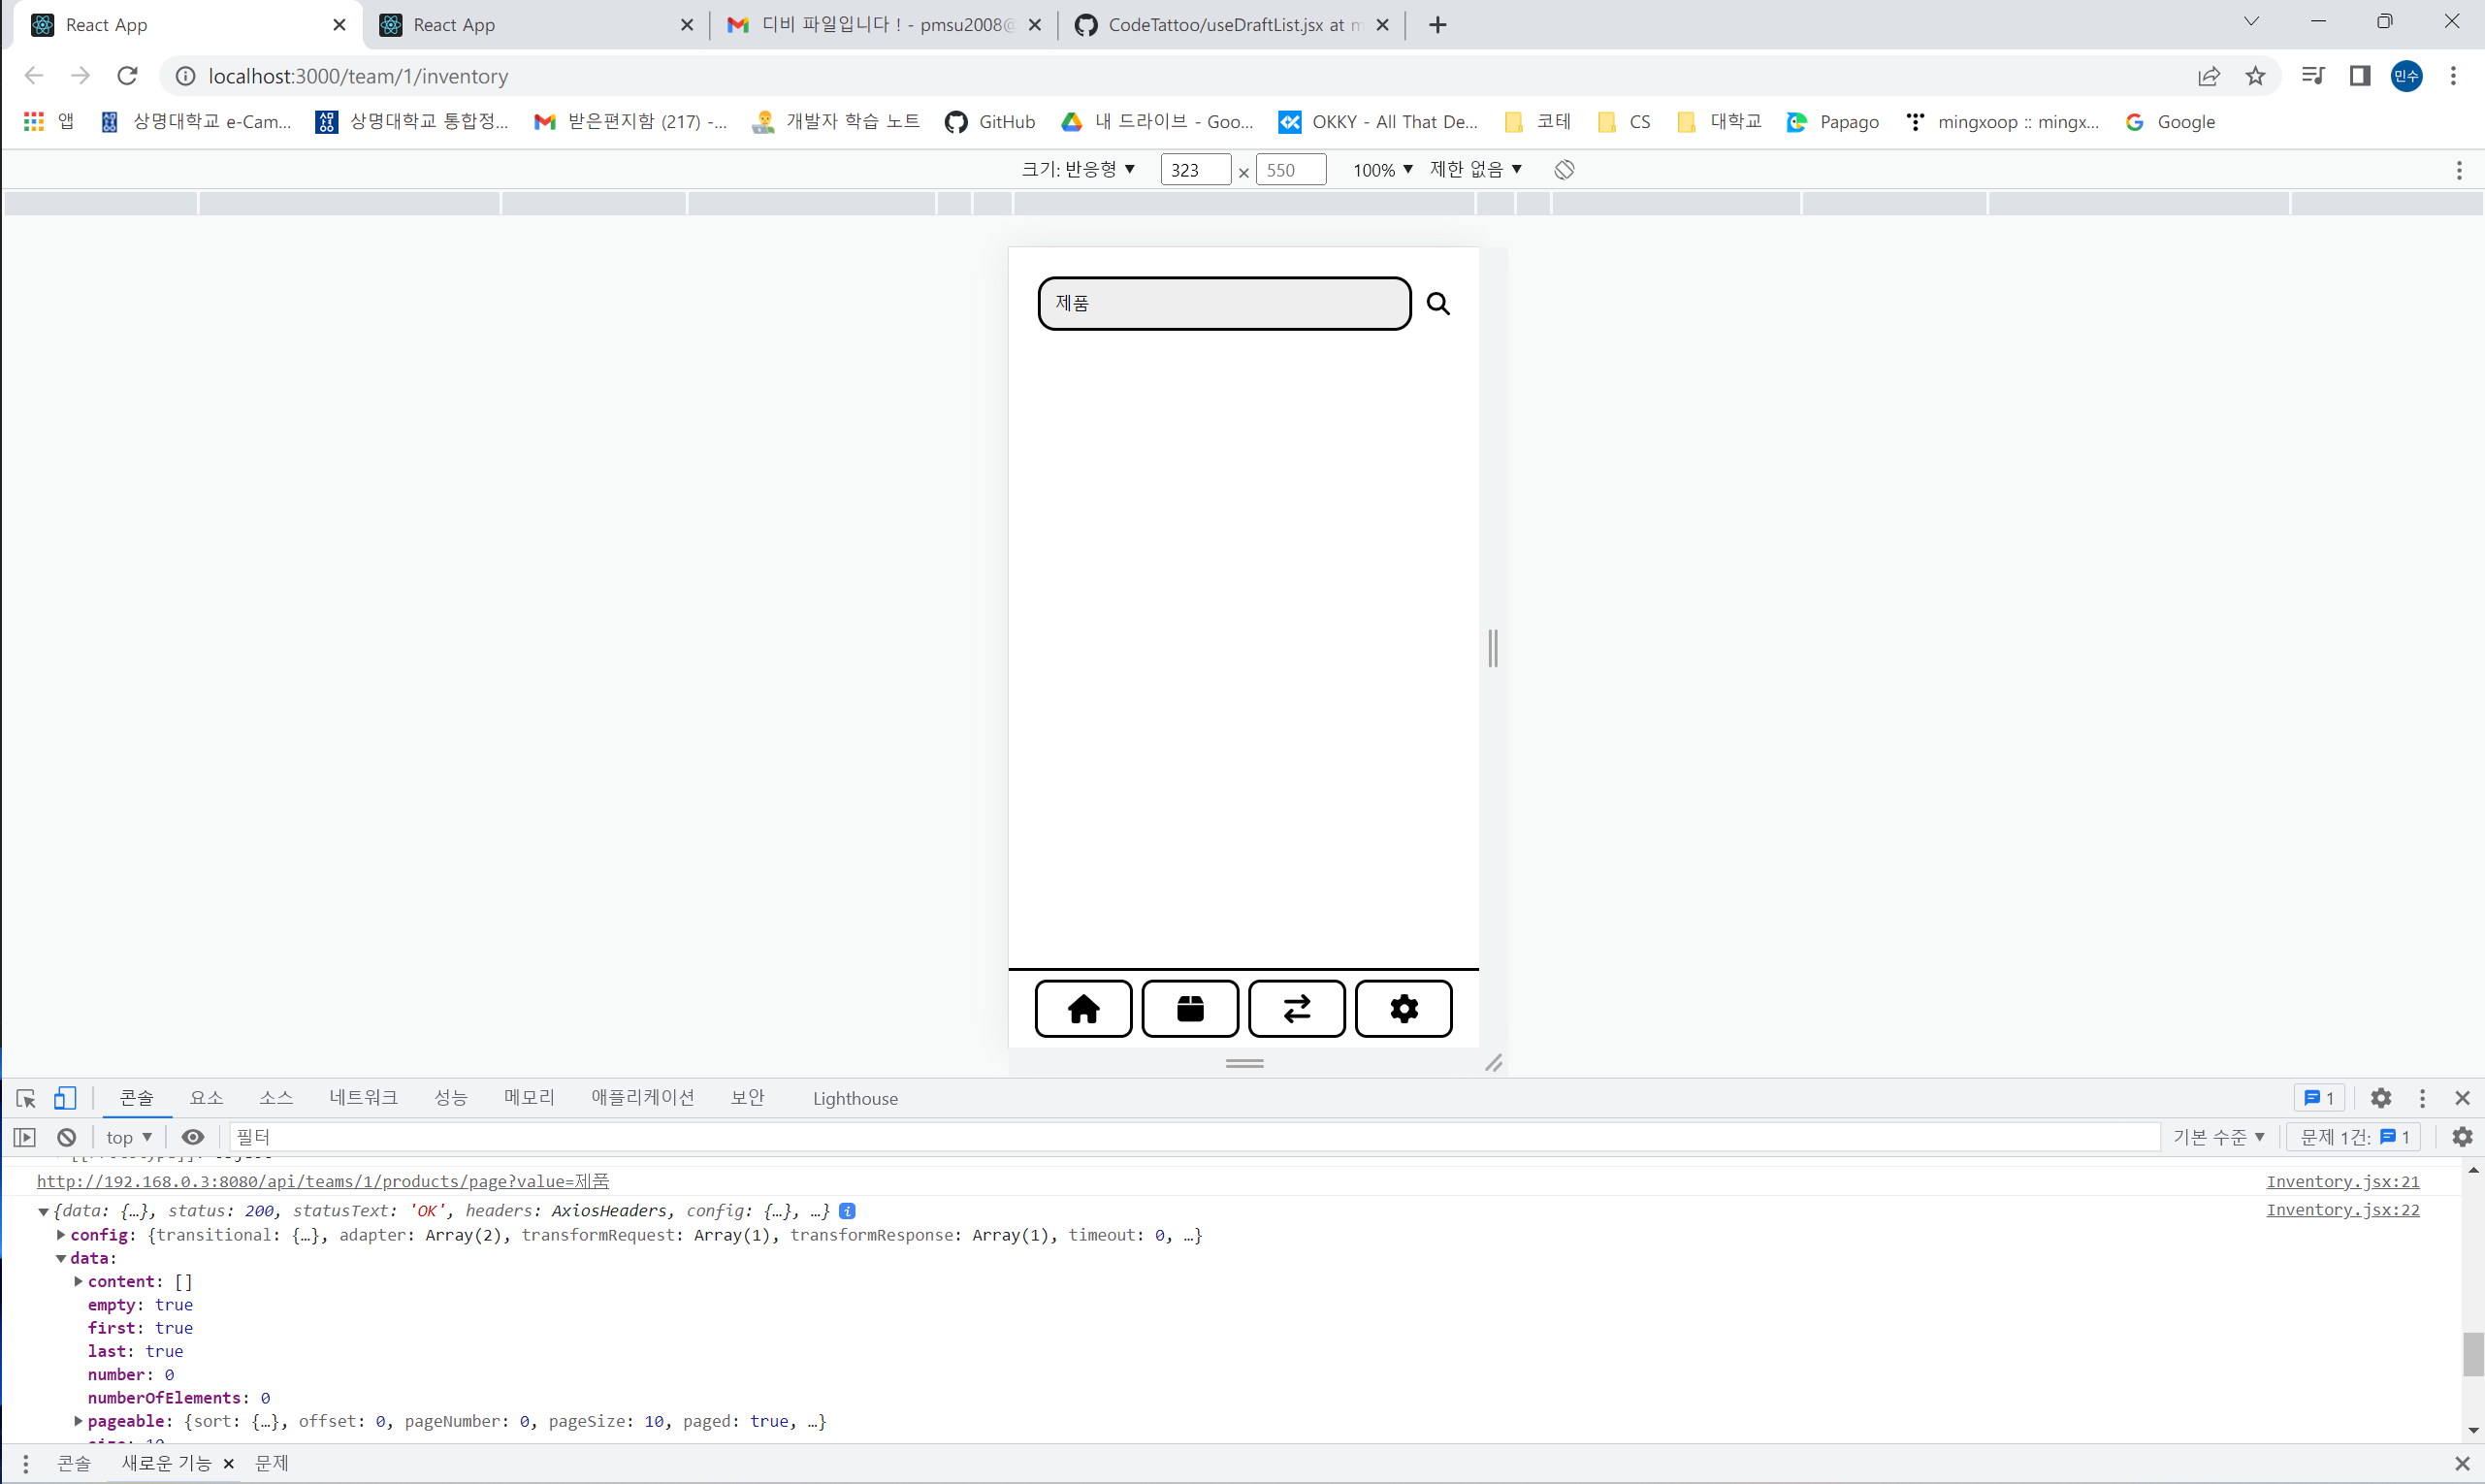 React App
React App
디비 파일입니다 ! - pmsu2008@
CodeTattoo/useDraftList.jsx at m
localhost:3000/team/1/inventory
민수
앱
상명대학교 e-Cam...
상명대학교 통합정...
받은편지함 (217) -...
개발자 학습 노트
GitHub
내 드라이브 - Goo...
OKKY - All That De...
코테
CS
대학교
Papago
mingxoop :: mingx...
Google
크기: 반응형 ▼ 323 × 550 100% ▼ 제한 없음 ▼
제품
콘솔 요소 소스 네트워크 성능 메모리 애플리케이션 보안 Lighthouse 1
top ▼ 필터 기본 수준 ▼ 문제 1건: 1
http://192.168.0.3:8080/api/teams/1/products/page?value=제품 Inventory.jsx:21
{data: {…}, status: 200, statusText: 'OK', headers: AxiosHeaders, config: {…}, …} i Inventory.jsx:22
config: {transitional: {…}, adapter: Array(2), transformRequest: Array(1), transformResponse: Array(1), timeout: 0, …}
data:
content: []
empty: true
first: true
last: true
number: 0
numberOfElements: 0
pageable: {sort: {…}, offset: 0, pageNumber: 0, pageSize: 10, paged: true, …}
콘솔 새로운 기능 × 문제